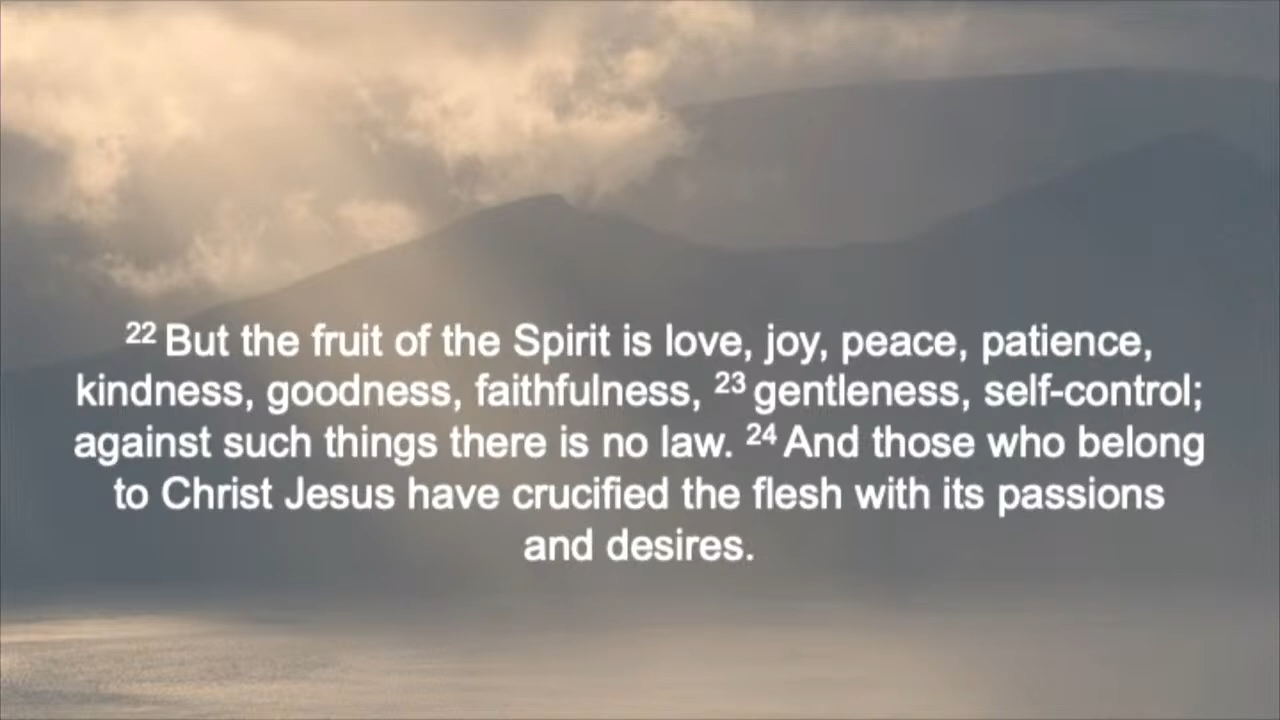 22 But the fruit of the Spirit is love, joy, peace, patience,
kindness, goodness, faithfulness, 23 gentleness, self-control;
against such things there is no law. 24 And those who belong
to Christ Jesus have crucified the flesh with its passions
and desires.